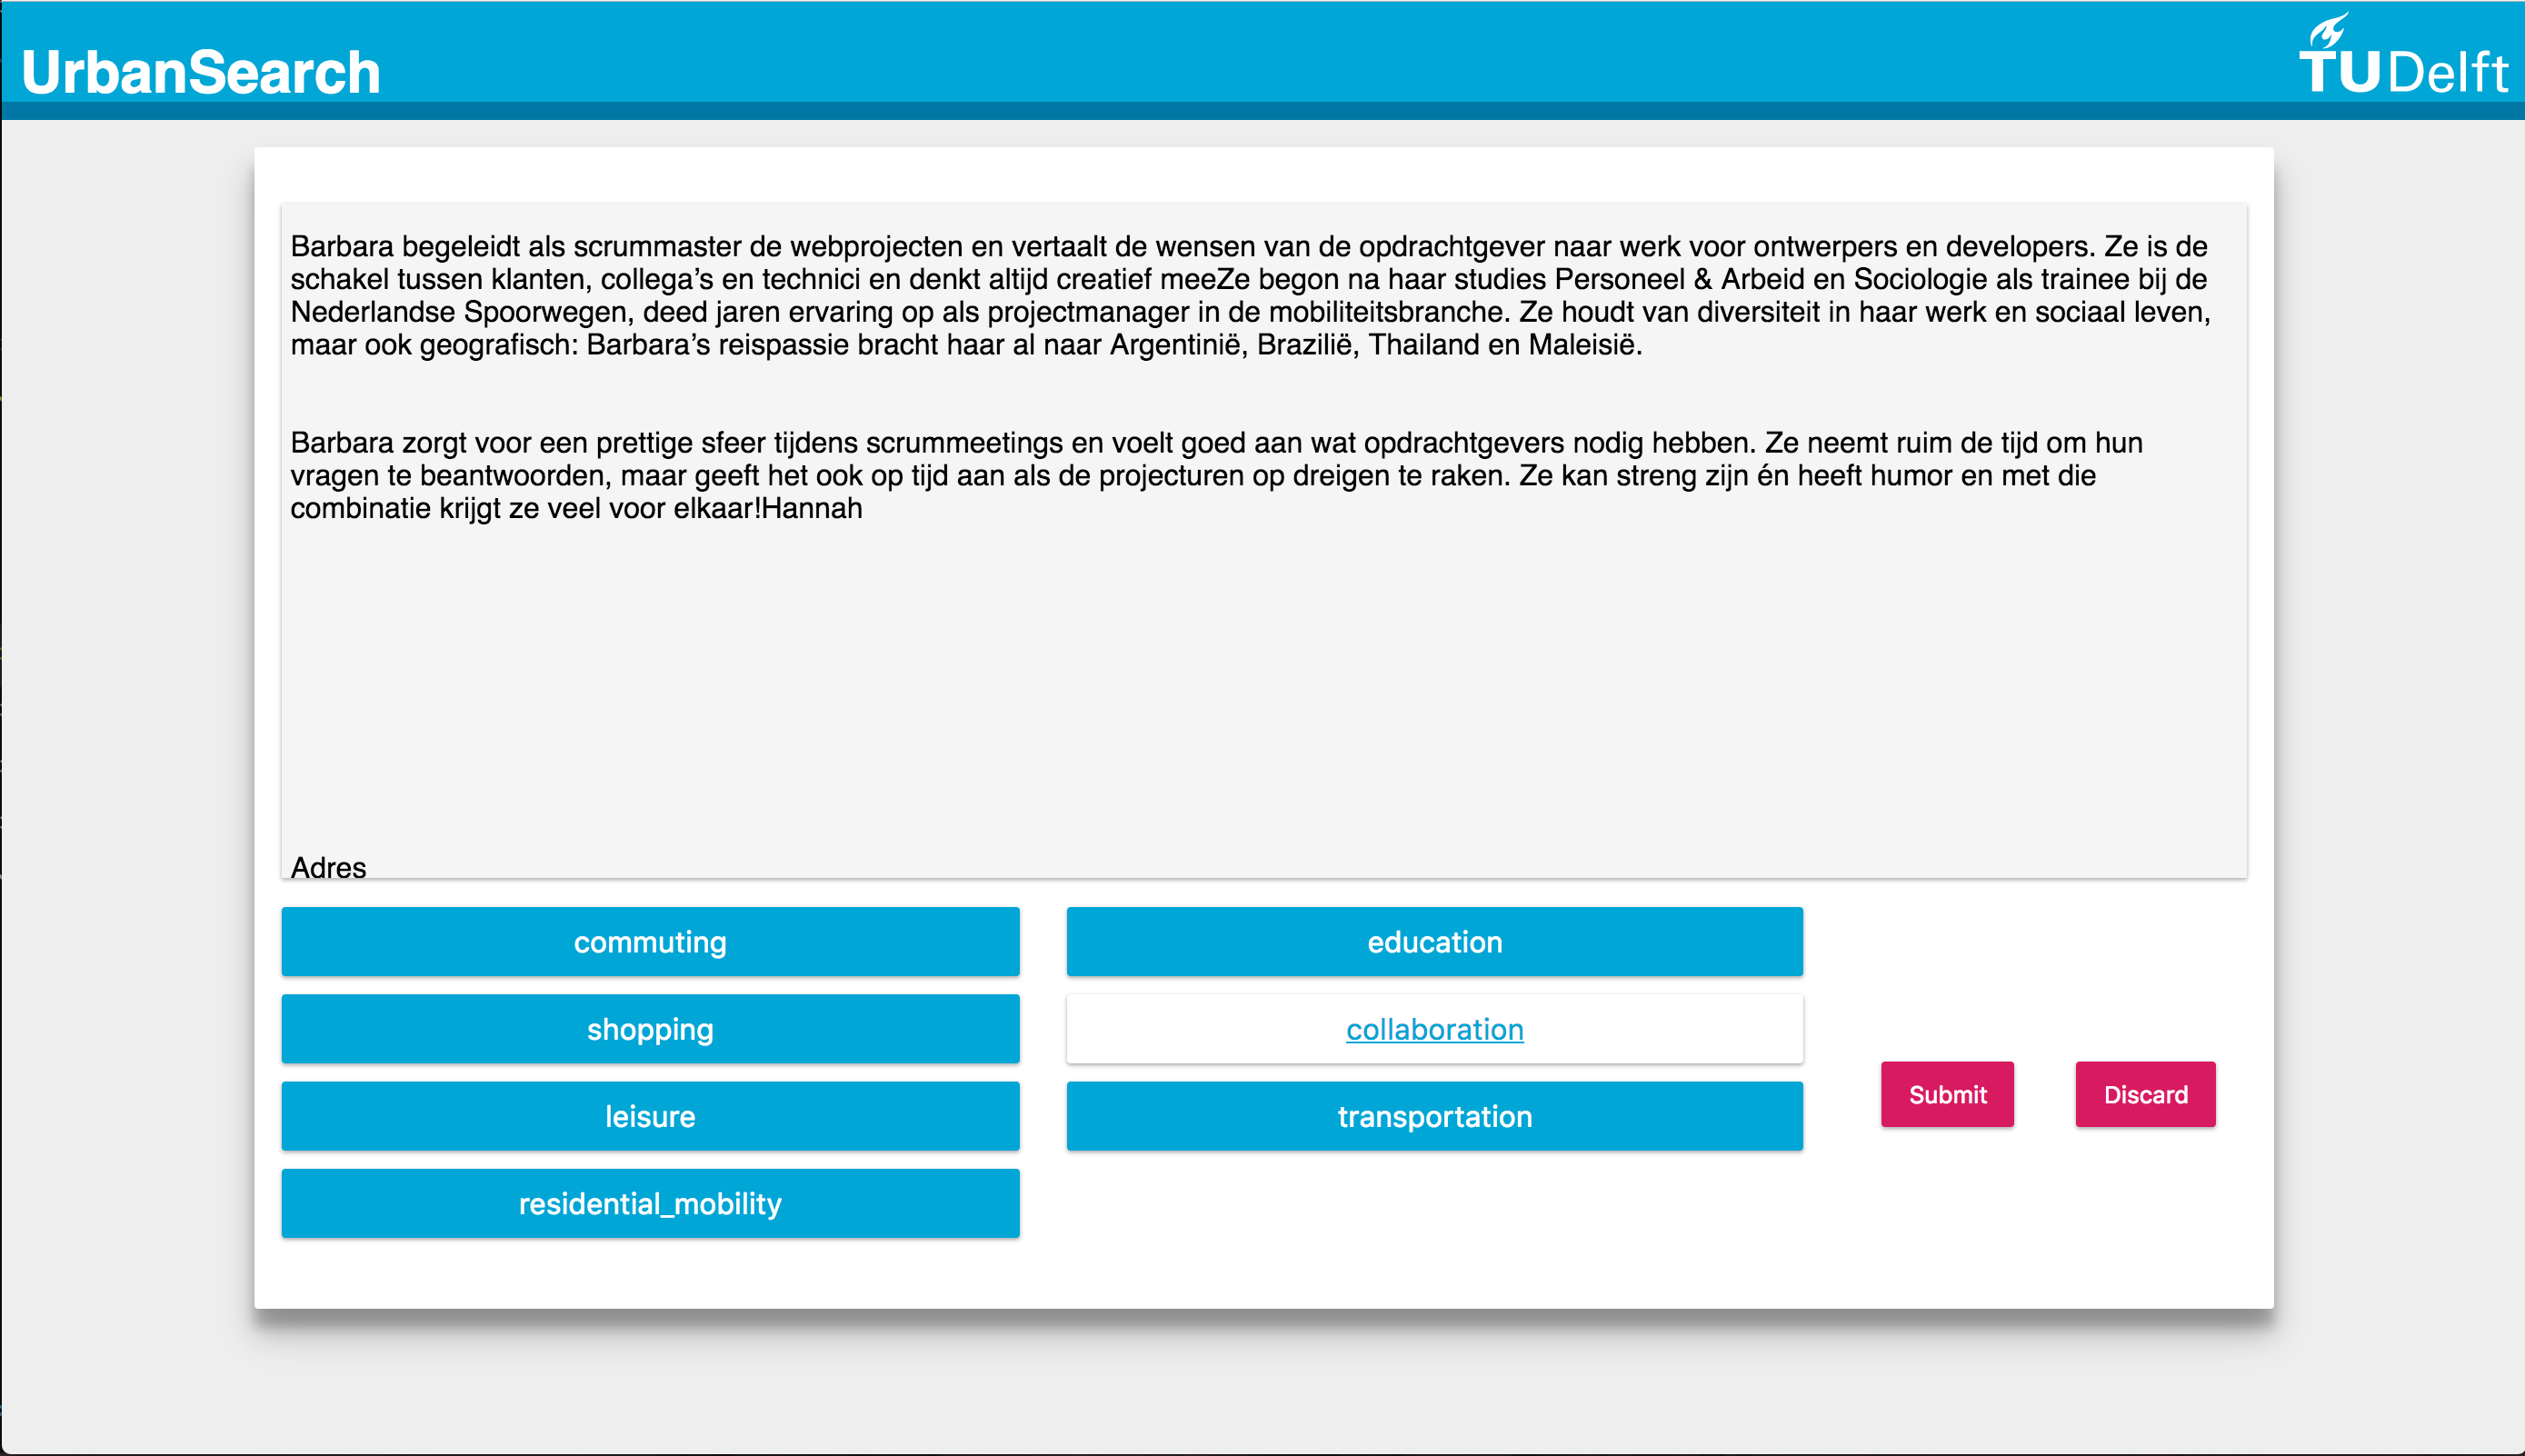 UrbanSearch
TUDelft
Barbara begeleidt als scrummaster de webprojecten en vertaalt de wensen van de opdrachtgever naar werk voor ontwerpers en developers. Ze is de
schakel tussen klanten, collega’s en technici en denkt altijd creatief meeZe begon na haar studies Personeel & Arbeid en Sociologie als trainee bij de
Nederlandse Spoorwegen, deed jaren ervaring op als projectmanager in de mobiliteitsbranche. Ze houdt van diversiteit in haar werk en sociaal leven,
maar ook geografisch: Barbara’s reispassie bracht haar al naar Argentinië, Brazilië, Thailand en Maleisië.
Barbara zorgt voor een prettige sfeer tijdens scrummeetings en voelt goed aan wat opdrachtgevers nodig hebben. Ze neemt ruim de tijd om hun
vragen te beantwoorden, maar geeft het ook op tijd aan als de projecturen op dreigen te raken. Ze kan streng zijn én heeft humor en met die
combinatie krijgt ze veel voor elkaar!Hannah
Adres
commuting
education
shopping
collaboration
leisure
transportation
residential_mobility
Submit
Discard